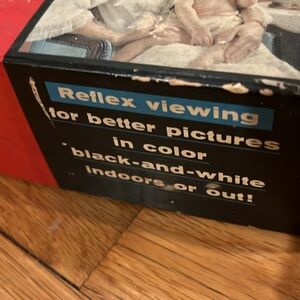 Reflex viewing
for better pictures
in color
black-and-white
Indoors or Out!